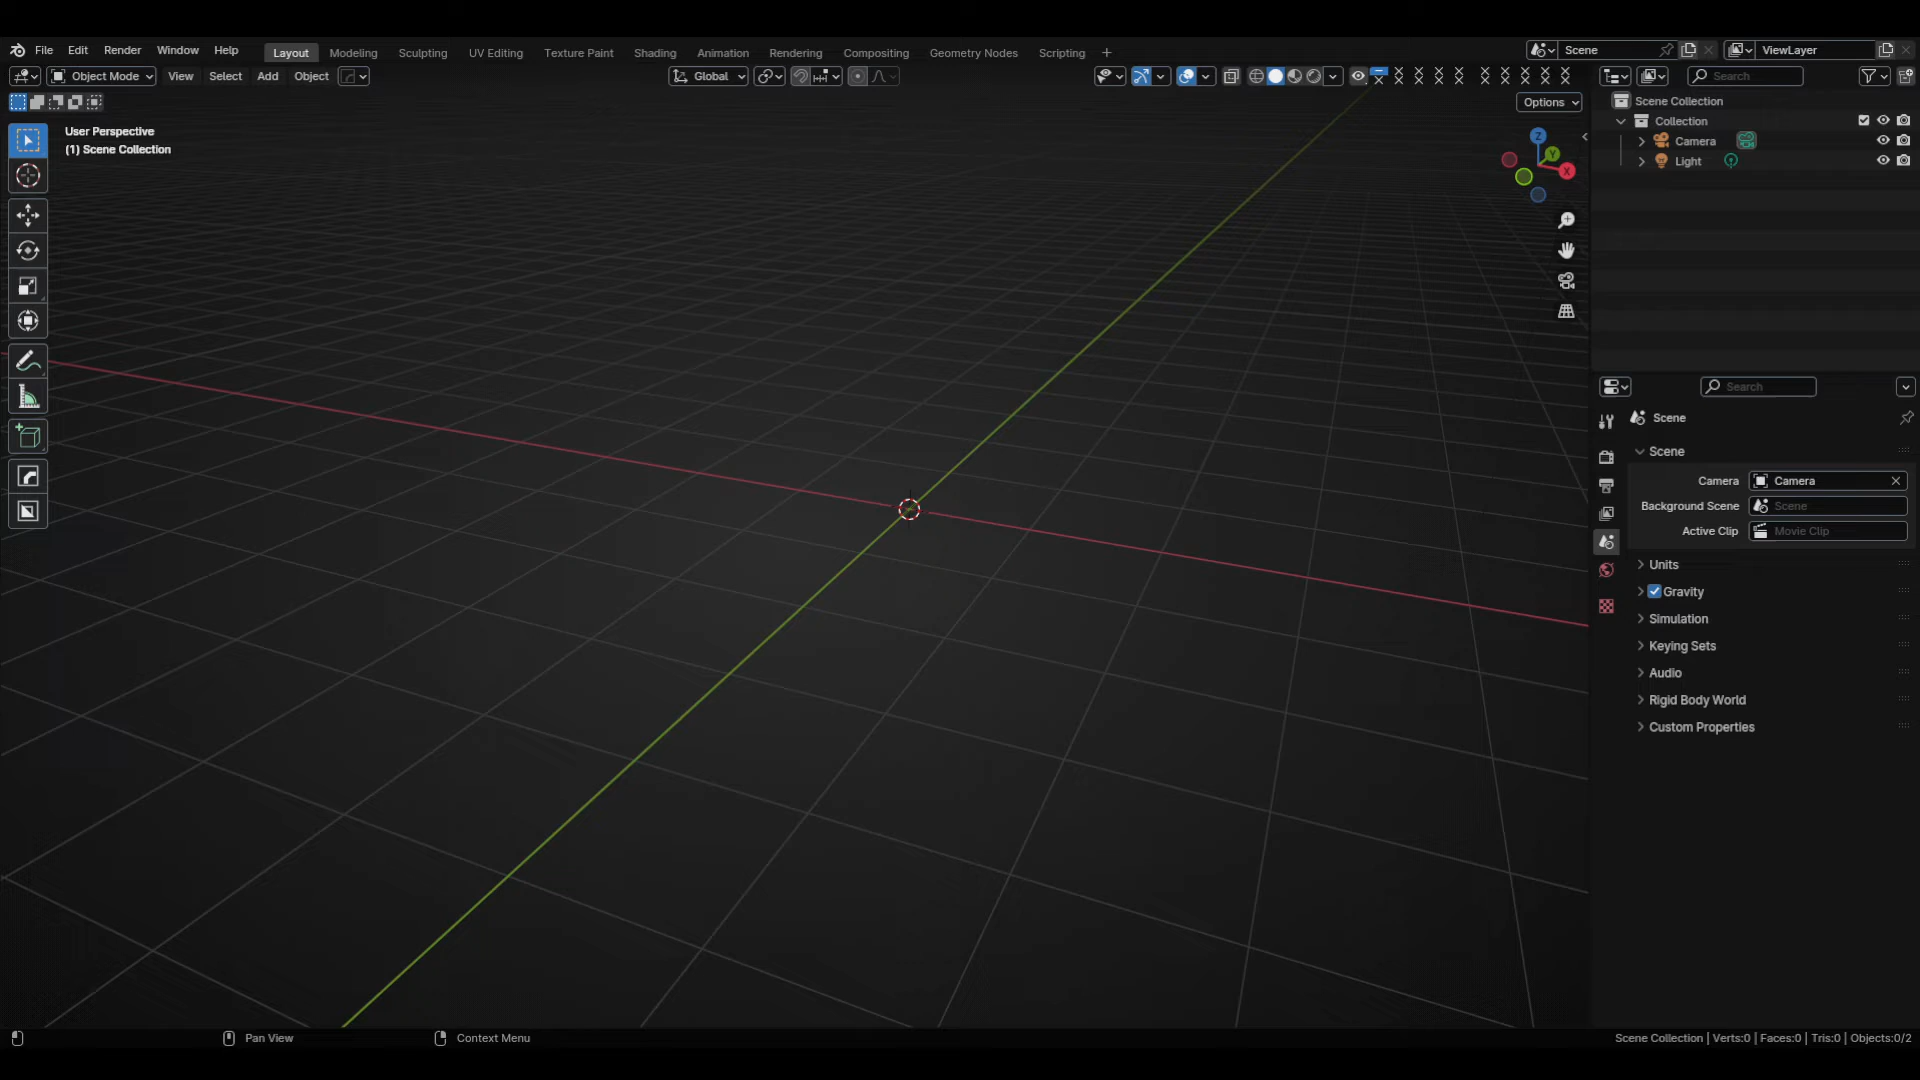 File Edit Render Window Help Layout Modeling Sculpting UV Editing Texture Paint Shading Animation Rendering Compositing Geometry Nodes Scripting + Scene ViewLayer
Object Mode View Select Add Object Global Search
Options
User Perspective
(1) Scene Collection
Z
Y
X
Scene Collection
Collection
Camera
Light
Search
Scene
Scene
Camera Camera
Background Scene Scene
Active Clip Movie Clip
Units
Gravity
Simulation
Keying Sets
Audio
Rigid Body World
Custom Properties
Pan View Context Menu Scene Collection | Verts:0 | Faces:0 | Tris:0 | Objects:0/2